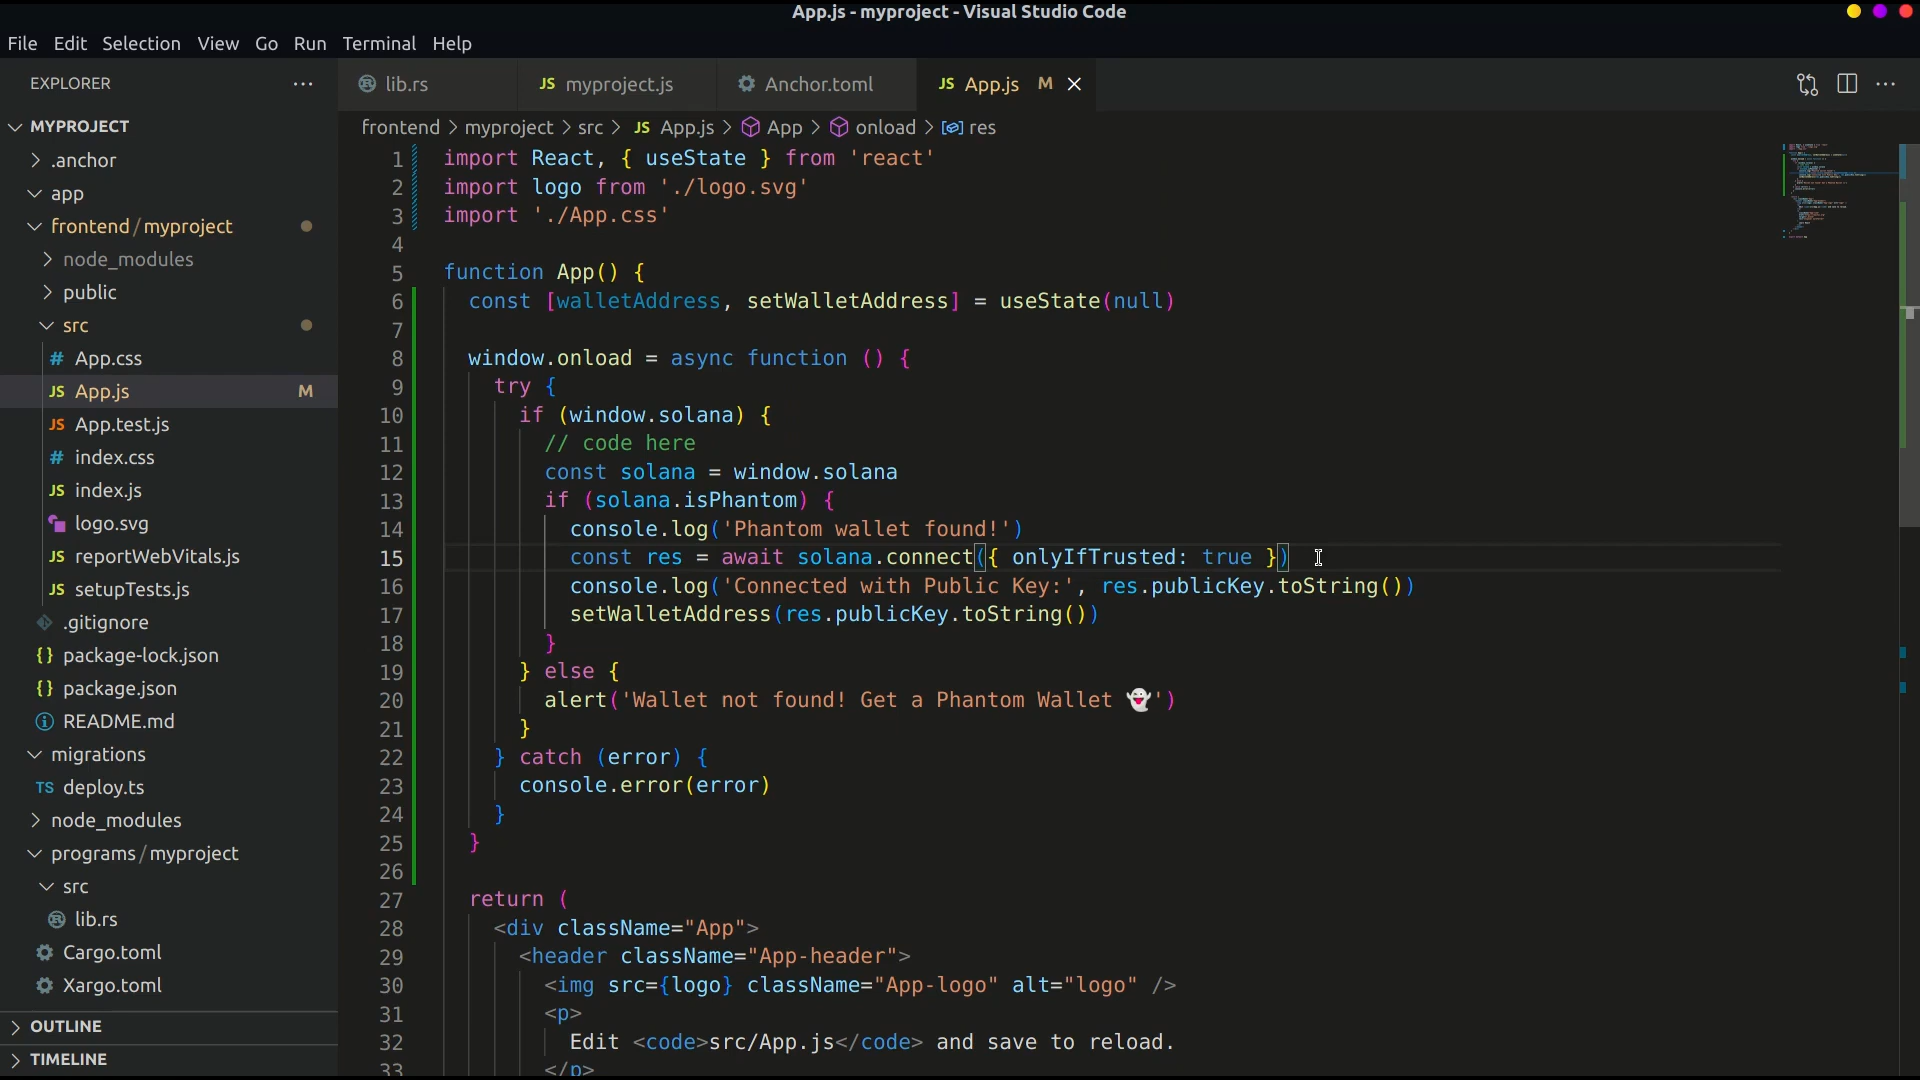 App.js - myproject - Visual Studio Code
File Edit Selection View Go Run Terminal Help
EXPLORER
MYPROJECT
.anchor
app
frontend / myproject
node_modules
public
src
# App.css
JS App.js M
JS App.test.js
# index.css
JS index.js
logo.svg
JS reportWebVitals.js
JS setupTests.js
.gitignore
{} package-lock.json
{} package.json
README.md
migrations
TS deploy.ts
node_modules
programs / myproject
src
lib.rs
Cargo.toml
Xargo.toml
OUTLINE
TIMELINE
lib.rs JS myproject.js Anchor.toml JS App.js M
frontend > myproject > src > JS App.js > App > onload > res
1 import React, { useState } from 'react'
2 import logo from './logo.svg'
3 import './App.css'
4
5 function App() {
6 const [walletAddress, setWalletAddress] = useState(null)
7
8 window.onload = async function () {
9 try {
10 if (window.solana) {
11 // code here
12 const solana = window.solana
13 if (solana.isPhantom) {
14 console.log('Phantom wallet found!')
15 const res = await solana.connect({ onlyIfTrusted: true })
16 console.log('Connected with Public Key:', res.publicKey.toString())
17 setWalletAddress(res.publicKey.toString())
18 }
19 } else {
20 alert('Wallet not found! Get a Phantom Wallet 👻')
21 }
22 } catch (error) {
23 console.error(error)
24 }
25 }
26
27 return (
28 <div className="App">
29 <header className="App-header">
30 <img src={logo} className="App-logo" alt="logo" />
31 <p>
32 Edit <code>src/App.js</code> and save to reload.
33 </p>